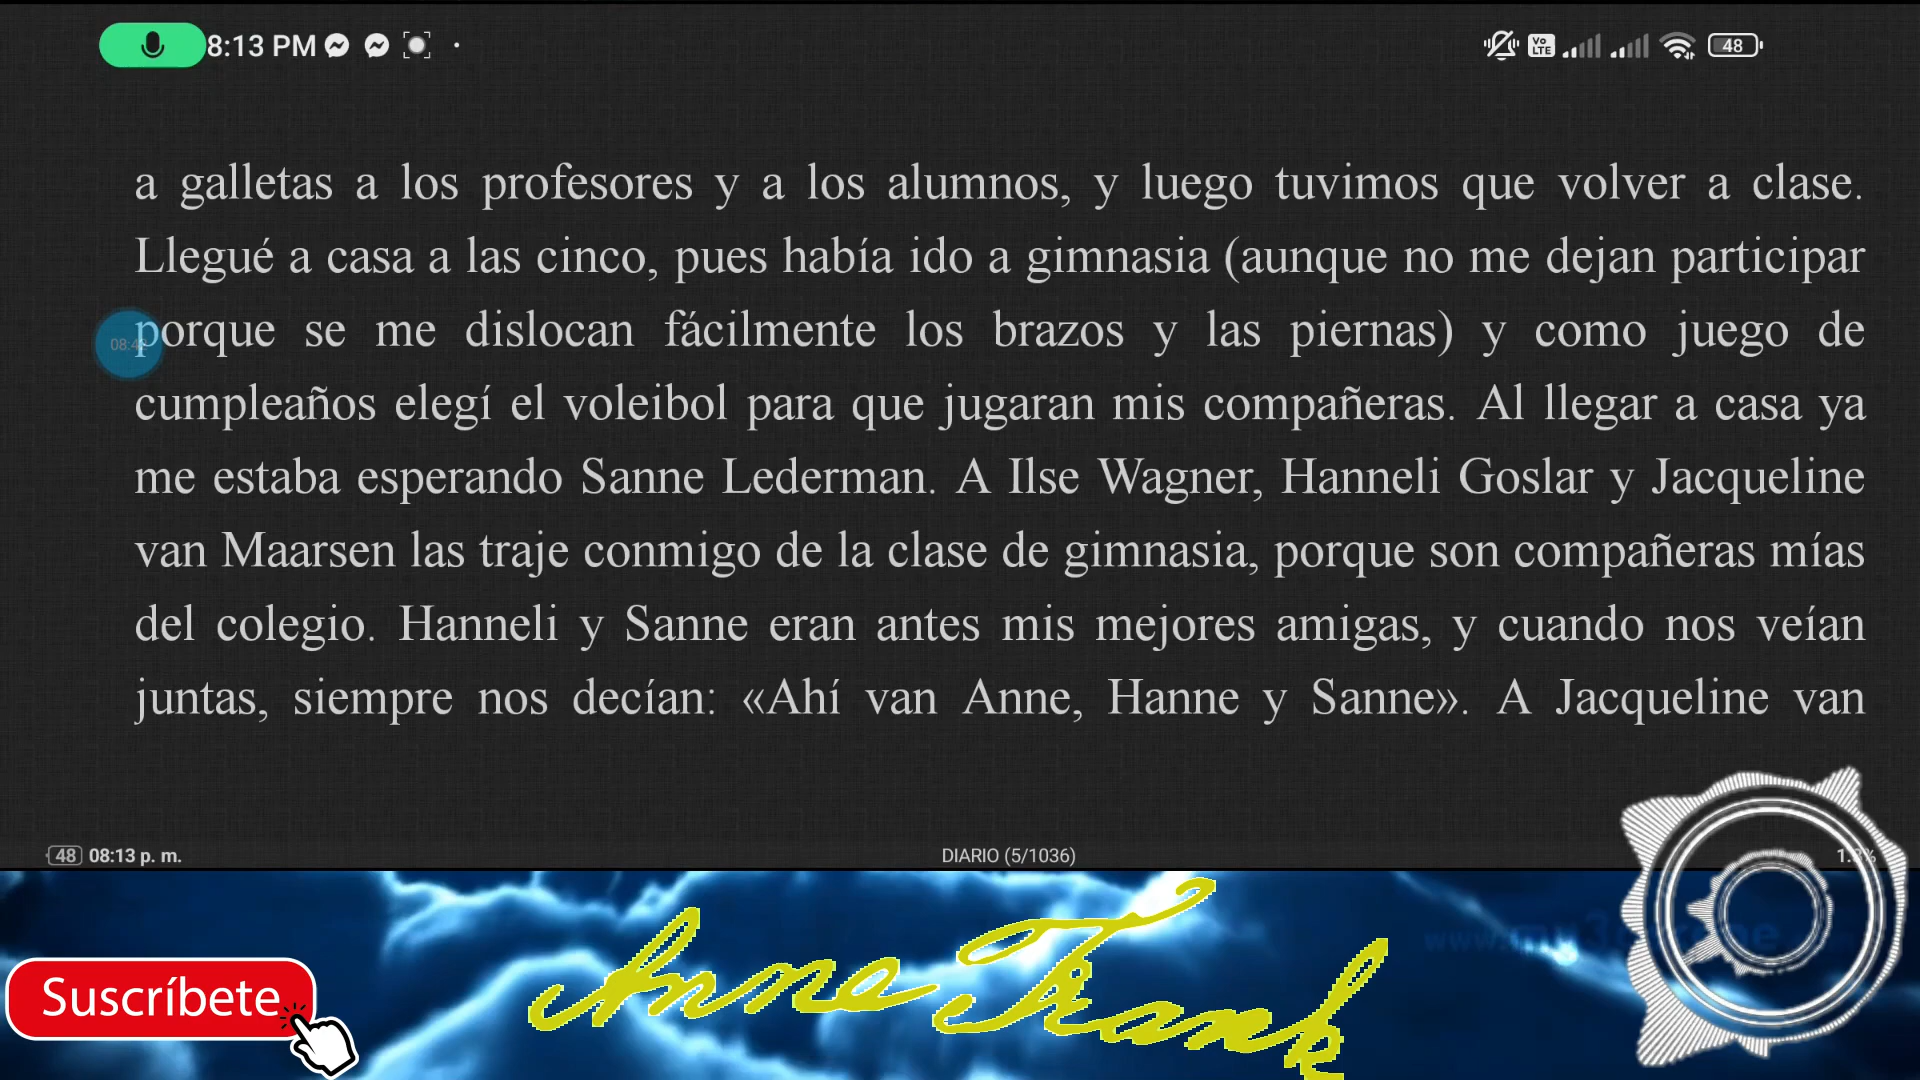 8:13 PM
Vo LTE
48
a galletas a los profesores y a los alumnos, y luego tuvimos que volver a clase.
Llegué a casa a las cinco, pues había ido a gimnasia (aunque no me dejan participar
porque se me dislocan fácilmente los brazos y las piernas) y como juego de
cumpleaños elegí el voleibol para que jugaran mis compañeras. Al llegar a casa ya
me estaba esperando Sanne Lederman. A Ilse Wagner, Hanneli Goslar y Jacqueline
van Maarsen las traje conmigo de la clase de gimnasia, porque son compañeras mías
del colegio. Hanneli y Sanne eran antes mis mejores amigas, y cuando nos veían
juntas, siempre nos decían: «Ahí van Anne, Hanne y Sanne». A Jacqueline van
48 08:13 p. m.
DIARIO (5/1036)
Suscríbete
Anne Frank